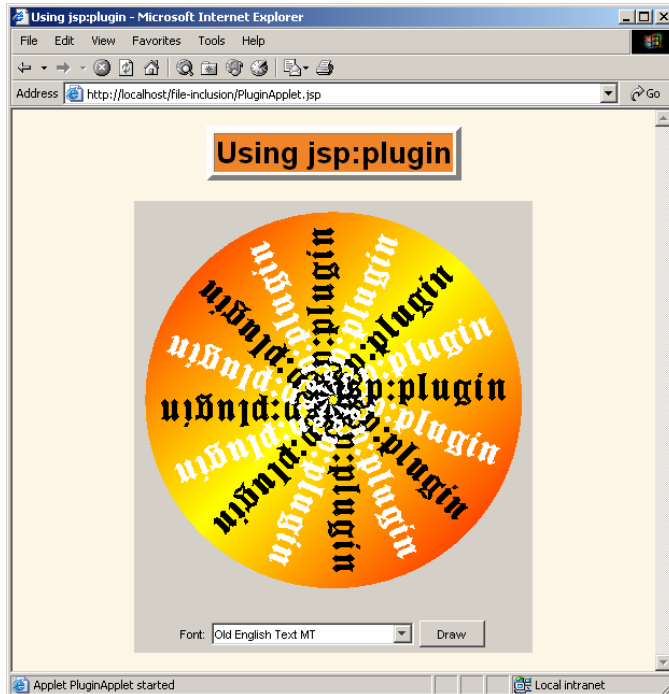 Using jsp:plugin - Microsoft Internet Explorer
File Edit View Favorites Tools Help
Address http://localhost/file-inclusion/PluginApplet.jsp Go
Using jsp:plugin
jsp:plugin
Font: Old English Text MT Draw
Applet PluginApplet started Local intranet